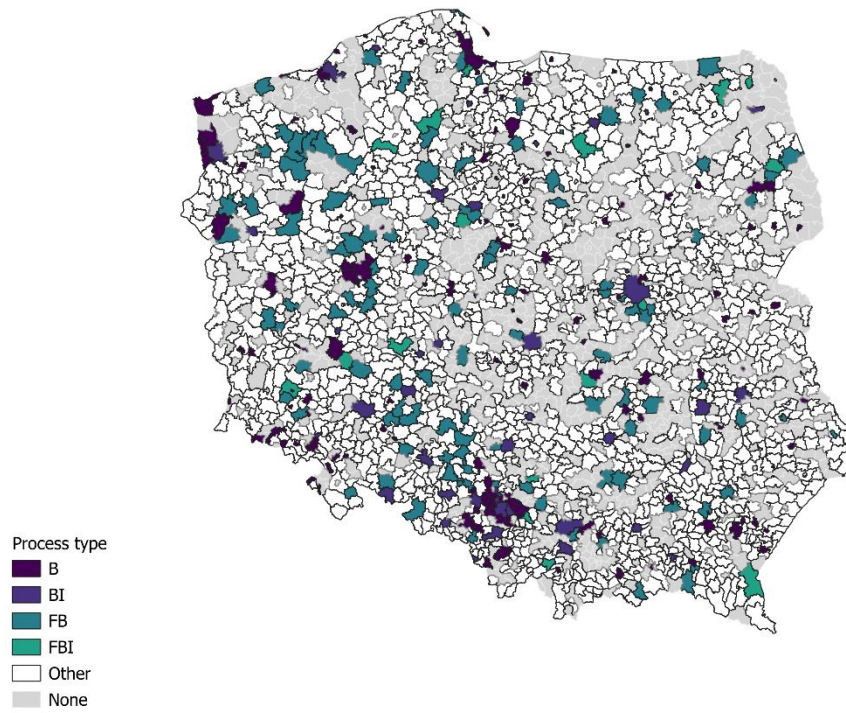 Process type
B
BI
FB
FBI
Other
None